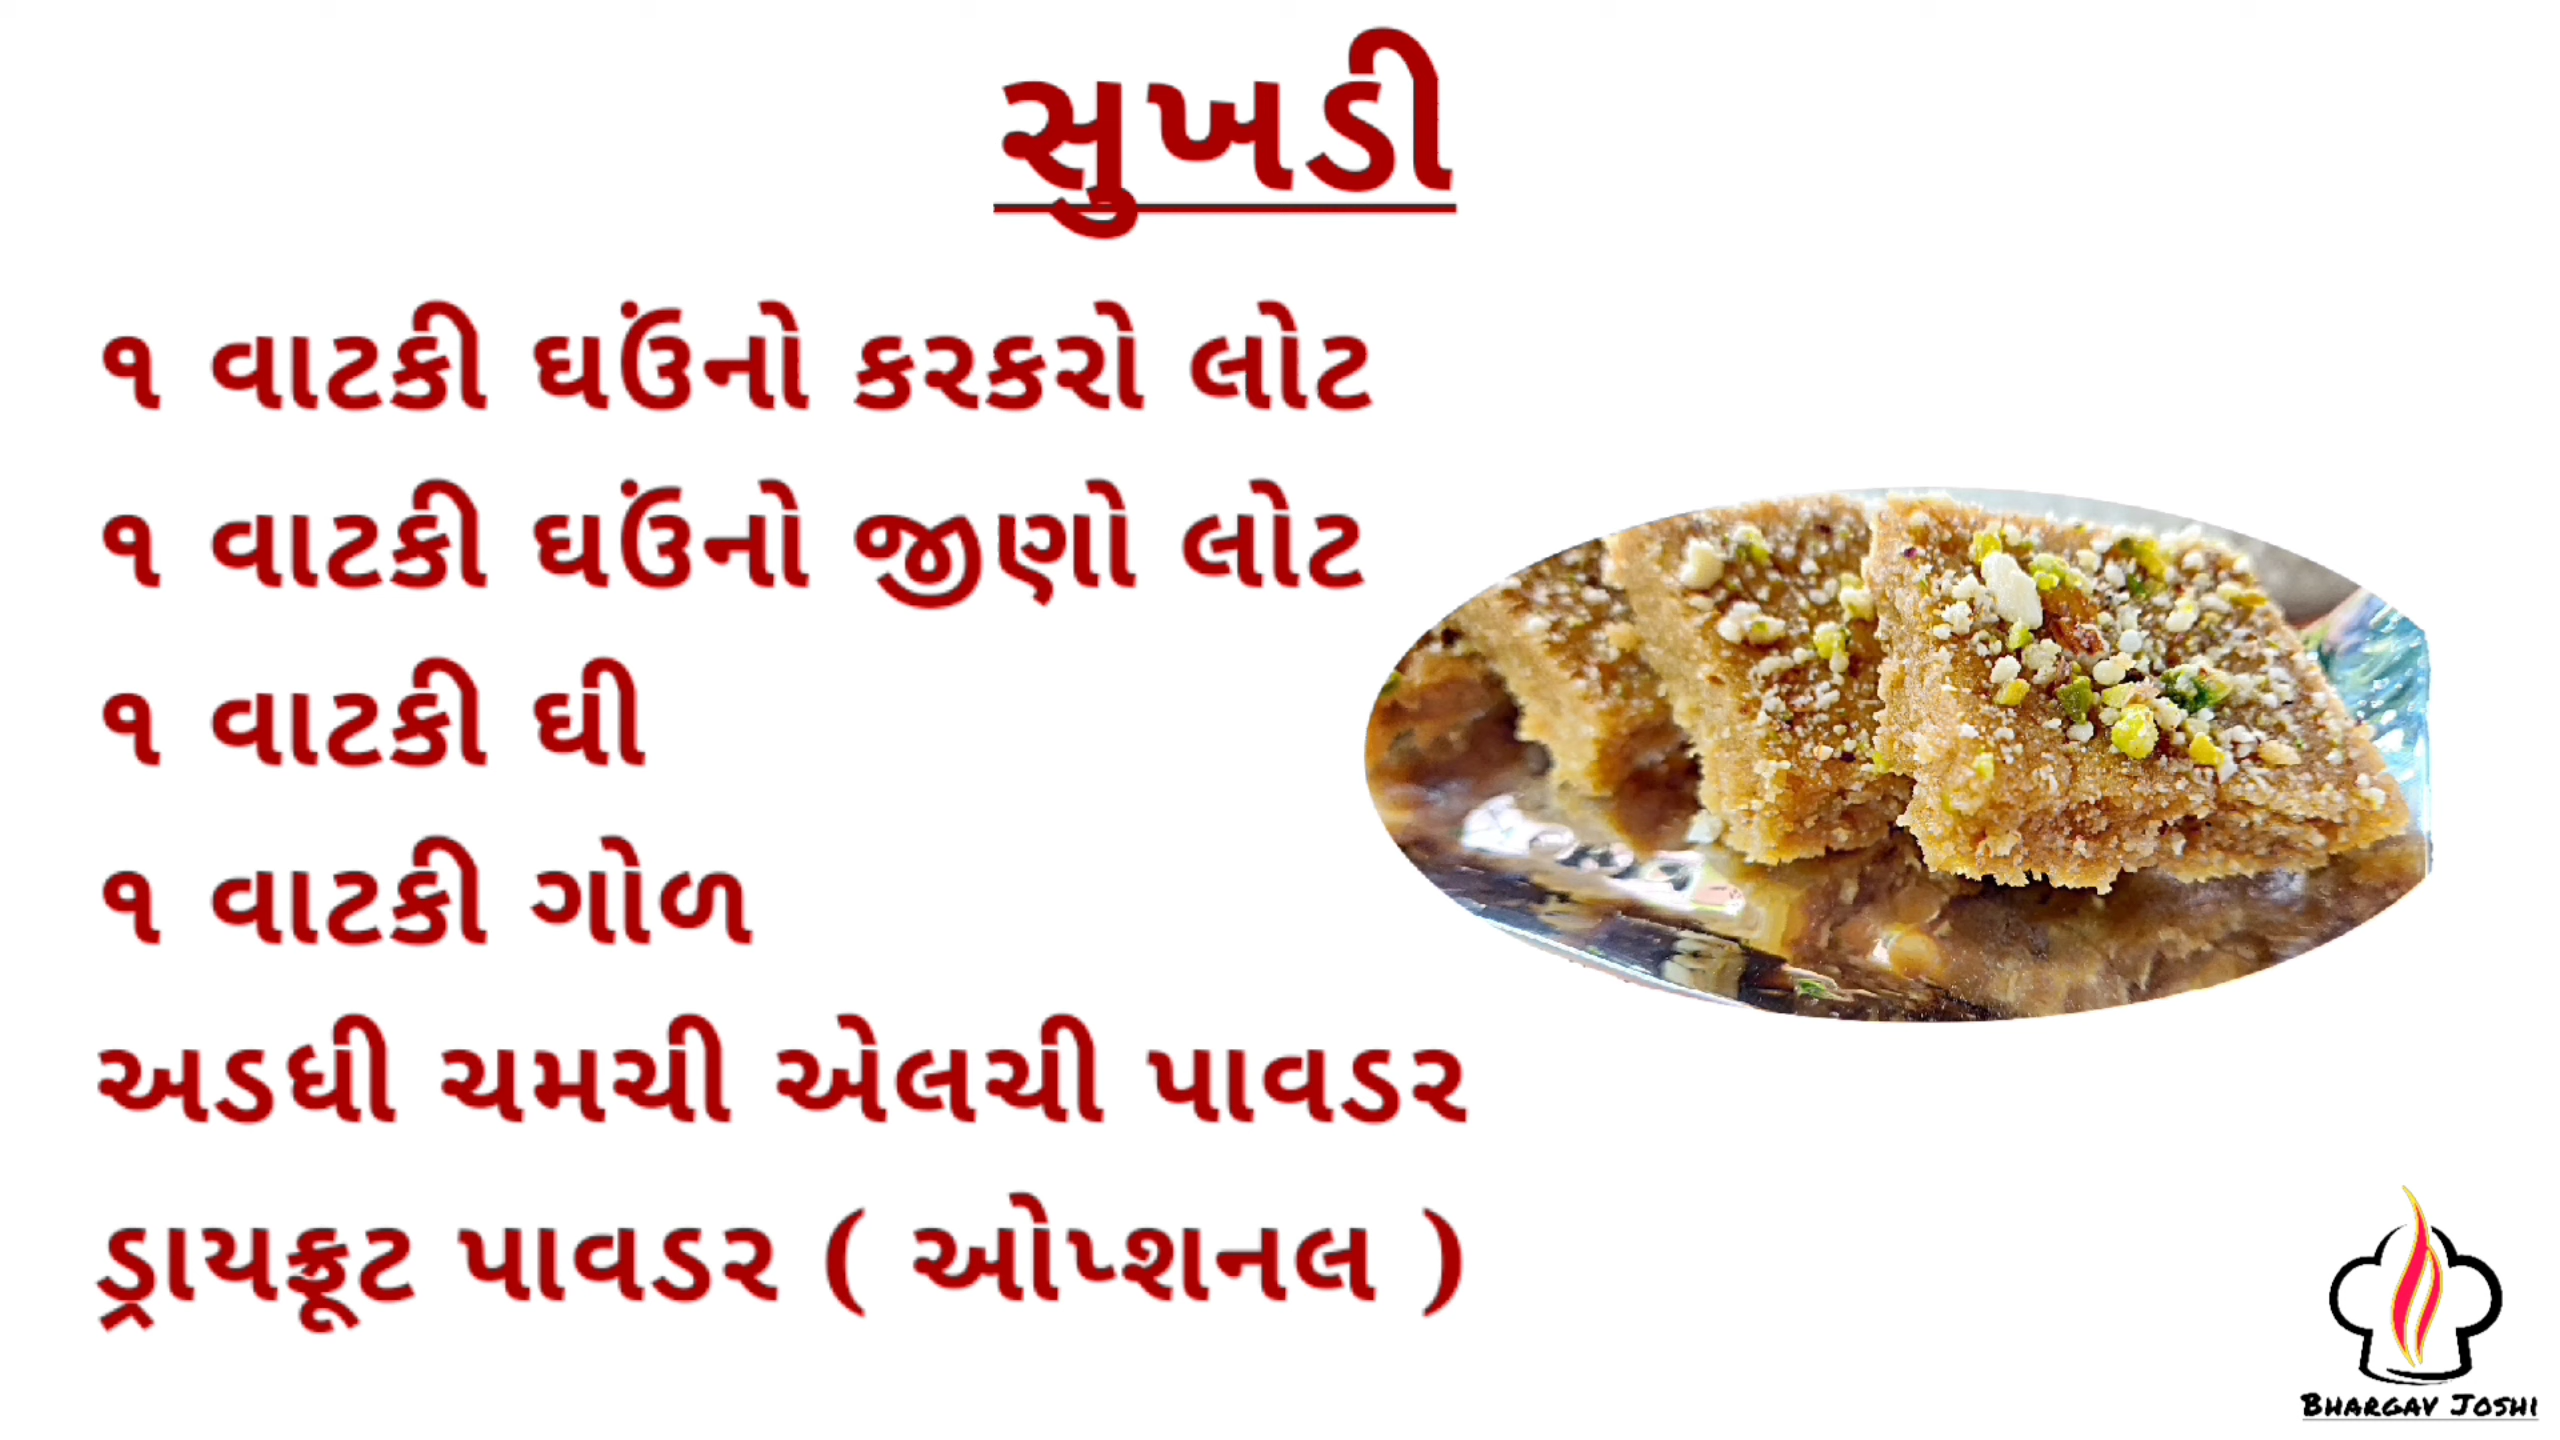 સુખડી
૧ વાટકી ઘઉંનો કરકરો લોટ
૧ વાટકી ઘઉંનો જીણો લોટ
૧ વાટકી ઘી
૧ વાટકી ગોળ
અડધી ચમચી એલચી પાવડર
ડ્રાયફ્રૂટ પાવડર ( ઓપ્શનલ )
BHARGAV JOSHI